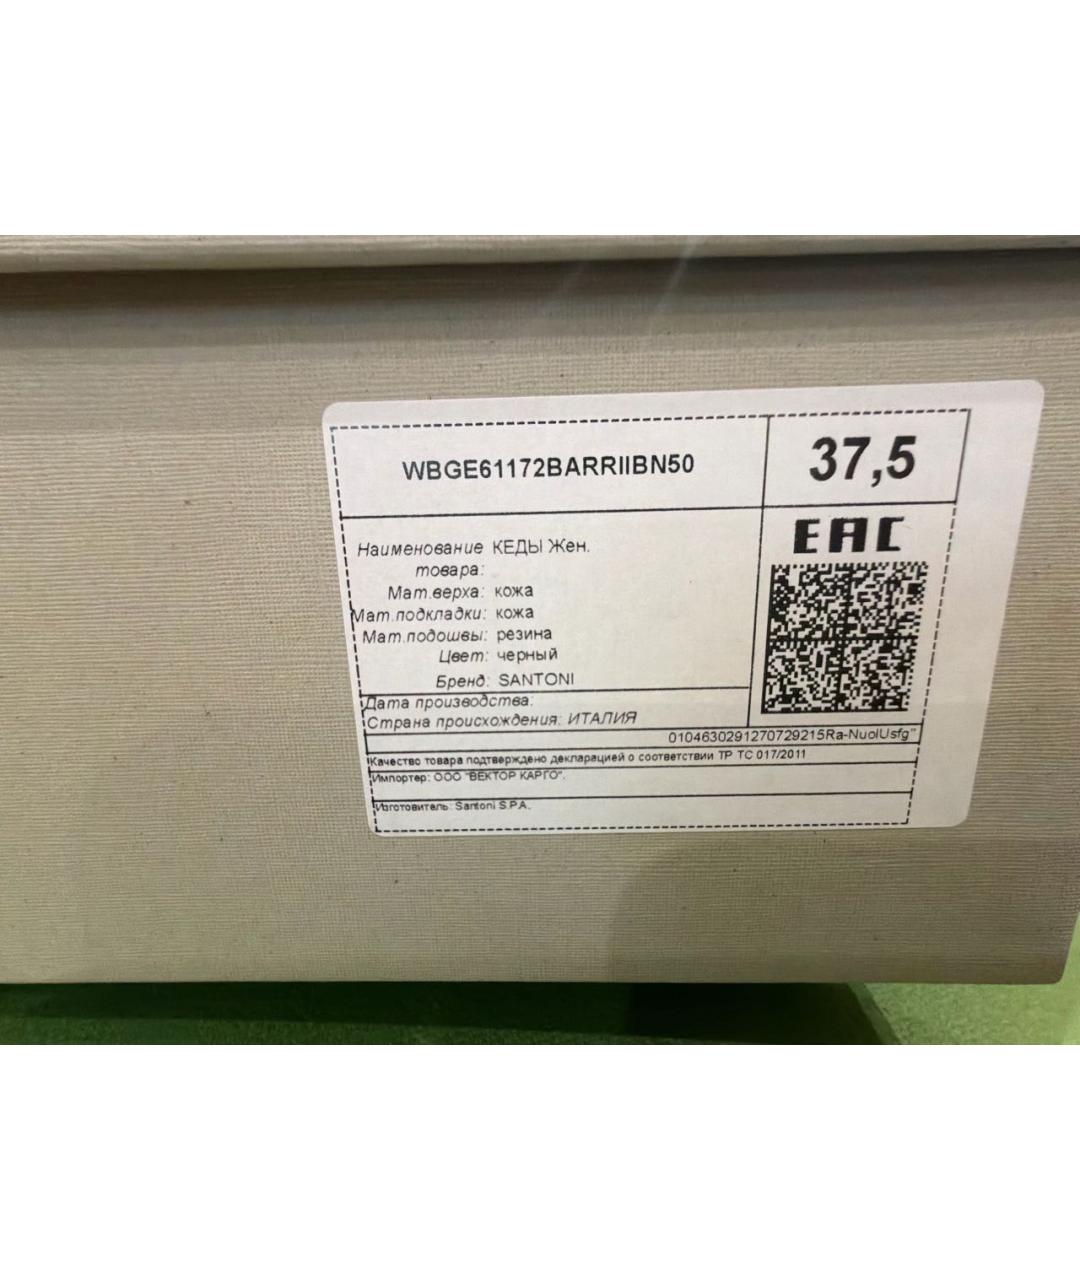 WBGE61172BARRIIBN50
37,5
EAC
Наименование товара: КЕДЫ Жен.
Мат.верха: кожа
Мат.подкладки: кожа
Мат.подошвы: резина
Цвет: черный
Бренд: SANTONI
Дата производства:
Страна происхождения: ИТАЛИЯ
0104630291270729215Ra-NuolUsfg"
Качество товара подтверждено декларацией о соответствии ТР ТС 017/2011
Импортер: ООО "ВЕКТОР КАРГО".
Изготовитель: Santoni S.P.A.